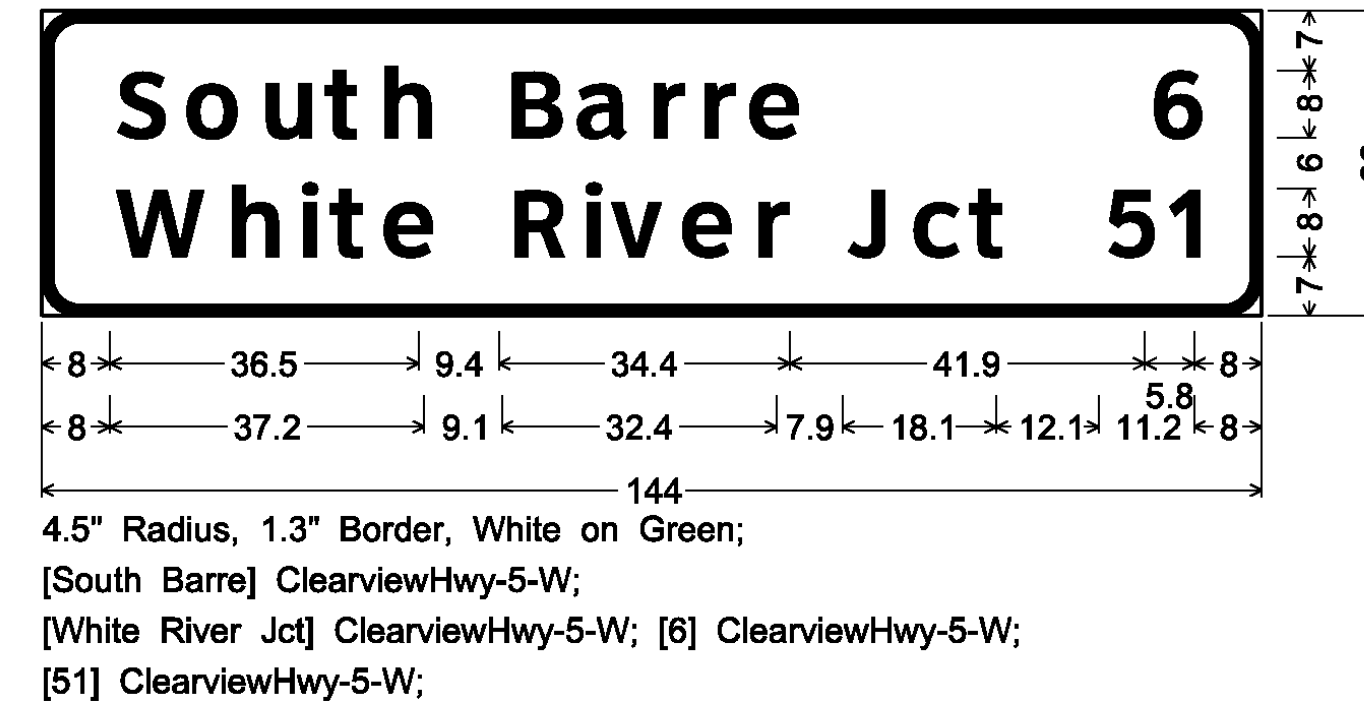 South Barre 6
White River Jct 51
7
8
6
8
7
8 36.5 9.4 34.4 41.9 5.8 8
8 37.2 9.1 32.4 7.9 18.1 12.1 11.2 8
144
4.5" Radius, 1.3" Border, White on Green;
[South Barre] ClearviewHwy-5-W;
[White River Jct] ClearviewHwy-5-W; [6] ClearviewHwy-5-W;
[51] ClearviewHwy-5-W;